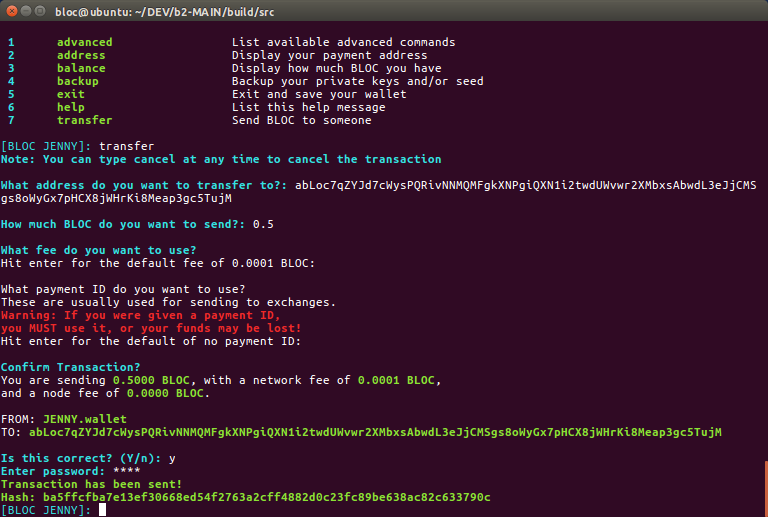 bloc@ubuntu: ~/DEV/b2-MAIN/build/src
1 advanced List available advanced commands
2 address Display your payment address
3 balance Display how much BLOC you have
4 backup Backup your private keys and/or seed
5 exit Exit and save your wallet
6 help List this help message
7 transfer Send BLOC to someone
[BLOC JENNY]: transfer
Note: You can type cancel at any time to cancel the transaction
What address do you want to transfer to?: abLoc7qZYJd7cWysPQRivNNMQMFgkXNPgiQXN1i2twdUWvwr2XMbxsAbwdL3eJjCMS
gs8oWyGx7pHCX8jWHrKi8Meap3gc5TujM
How much BLOC do you want to send?: 0.5
What fee do you want to use?
Hit enter for the default fee of 0.0001 BLOC:
What payment ID do you want to use?
These are usually used for sending to exchanges.
Warning: If you were given a payment ID,
you MUST use it, or your funds may be lost!
Hit enter for the default of no payment ID:
Confirm Transaction?
You are sending 0.5000 BLOC, with a network fee of 0.0001 BLOC,
and a node fee of 0.0000 BLOC.
FROM: JENNY.wallet
TO: abLoc7qZYJd7cWysPQRivNNMQMFgkXNPgiQXN1i2twdUWvwr2XMbxsAbwdL3eJjCMSgs8oWyGx7pHCX8jWHrKi8Meap3gc5TujM
Is this correct? (Y/n): y
Enter password: ****
Transaction has been sent!
Hash: ba5ffcfba7e13ef30668ed54f2763a2cff4882d0c23fc89be638ac82c633790c
[BLOC JENNY]: